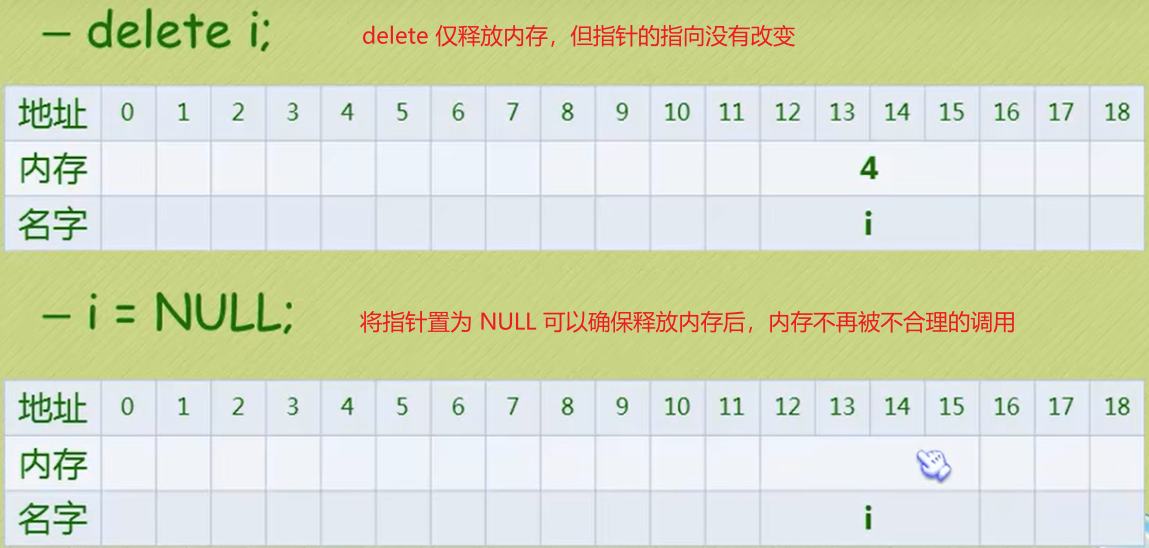 – delete i;
delete 仅释放内存，但指针的指向没有改变
地址 0 1 2 3 4 5 6 7 8 9 10 11 12 13 14 15 16 17 18
内存 4
名字 i
– i = NULL;
将指针置为 NULL 可以确保释放内存后，内存不再被不合理的调用
地址 0 1 2 3 4 5 6 7 8 9 10 11 12 13 14 15 16 17 18
内存
名字 i